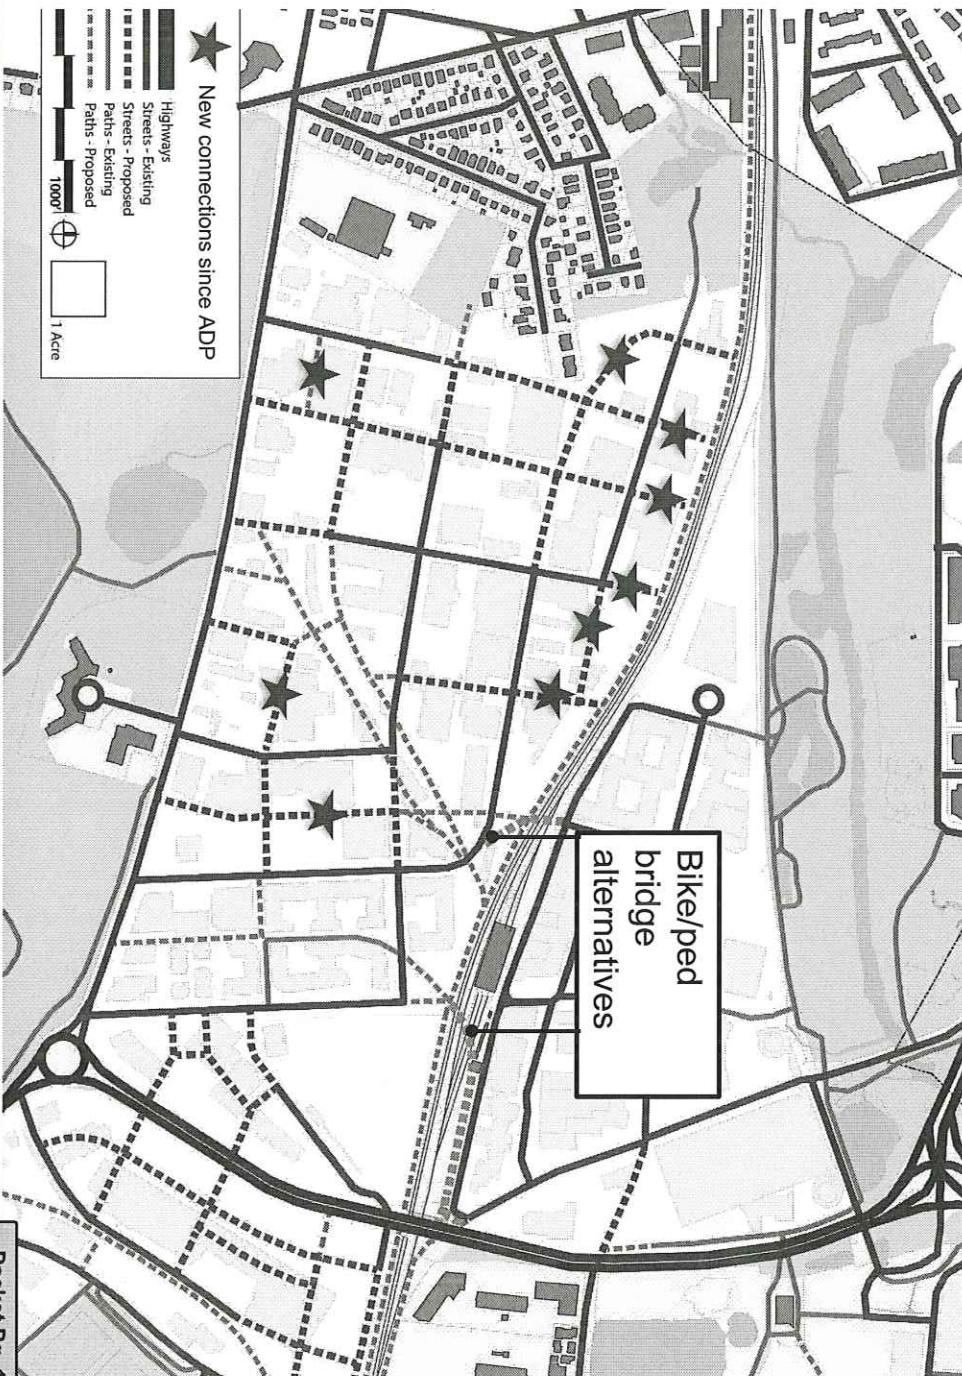 Bike/ped
bridge
alternatives
New connections since ADP
Highways
Streets - Existing
Streets - Proposed
Paths - Existing
Paths - Proposed
1000'
1 Acre